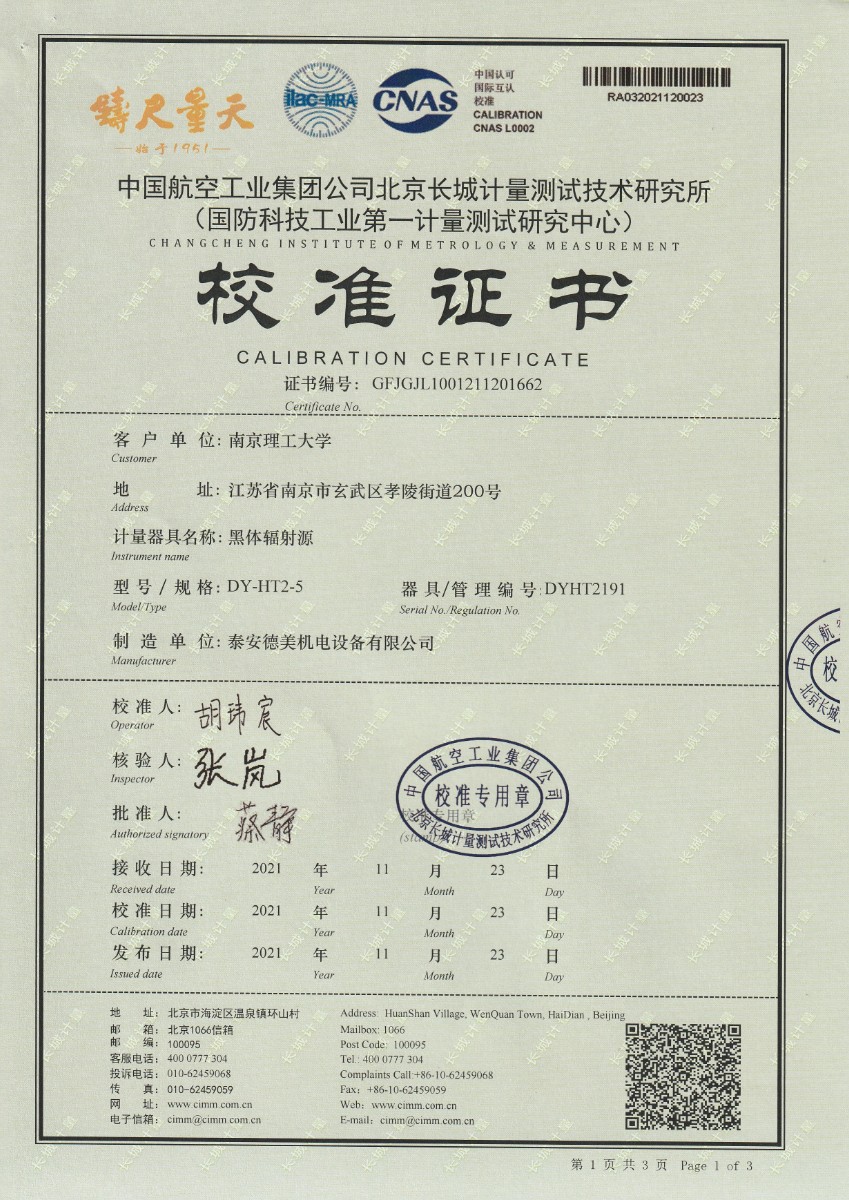 鑄尺量天
—始于1951—
ilac-MRA
CNAS
中国认可
国际互认
校准
CALIBRATION
CNAS L0002
RA032021120023
中国航空工业集团公司北京长城计量测试技术研究所
（国防科技工业第一计量测试研究中心）
CHANGCHENG INSTITUTE OF METROLOGY & MEASUREMENT
校准证书
CALIBRATION CERTIFICATE
证书编号： GFJGJL1001211201662
Certificate No.
客户单位: 南京理工大学
Customer
地址: 江苏省南京市玄武区孝陵街道200号
Address
计量器具名称: 黑体辐射源
Instrument name
型号/规格: DY-HT2-5 器具/管理编号: DYHT2191
Model/Type Serial No./Regulation No.
制造单位: 泰安德美机电设备有限公司
Manufacturer
校准人: 胡玮宸
Operator
核验人: 张岚
Inspector
批准人: 蔡静
Authorized signatory
中国航空工业集团公司
校准专用章
北京长城计量测试技术研究所
校准专用章
接收日期: 2021 年 11 月 23 日
Received date Year Month Day
校准日期: 2021 年 11 月 23 日
Calibration date Year Month Day
发布日期: 2021 年 11 月 23 日
Issued date Year Month Day
地址: 北京市海淀区温泉镇环山村 Address: HuanShan Village, WenQuan Town, HaiDian , Beijing
邮箱: 北京1066信箱 Mailbox: 1066
邮编: 100095 Post Code: 100095
客服电话: 400 0777 304 Tel.: 400 0777 304
投诉电话: 010-62459068 Complaints Call:+86-10-62459068
传真: 010-62459059 Fax: +86-10-62459059
网址: www.cimm.com.cn Web: www.cimm.com.cn
电子信箱: cimm@cimm.com.cn E-mail: cimm@cimm.com.cn
第 1 页 共 3 页 Page 1 of 3